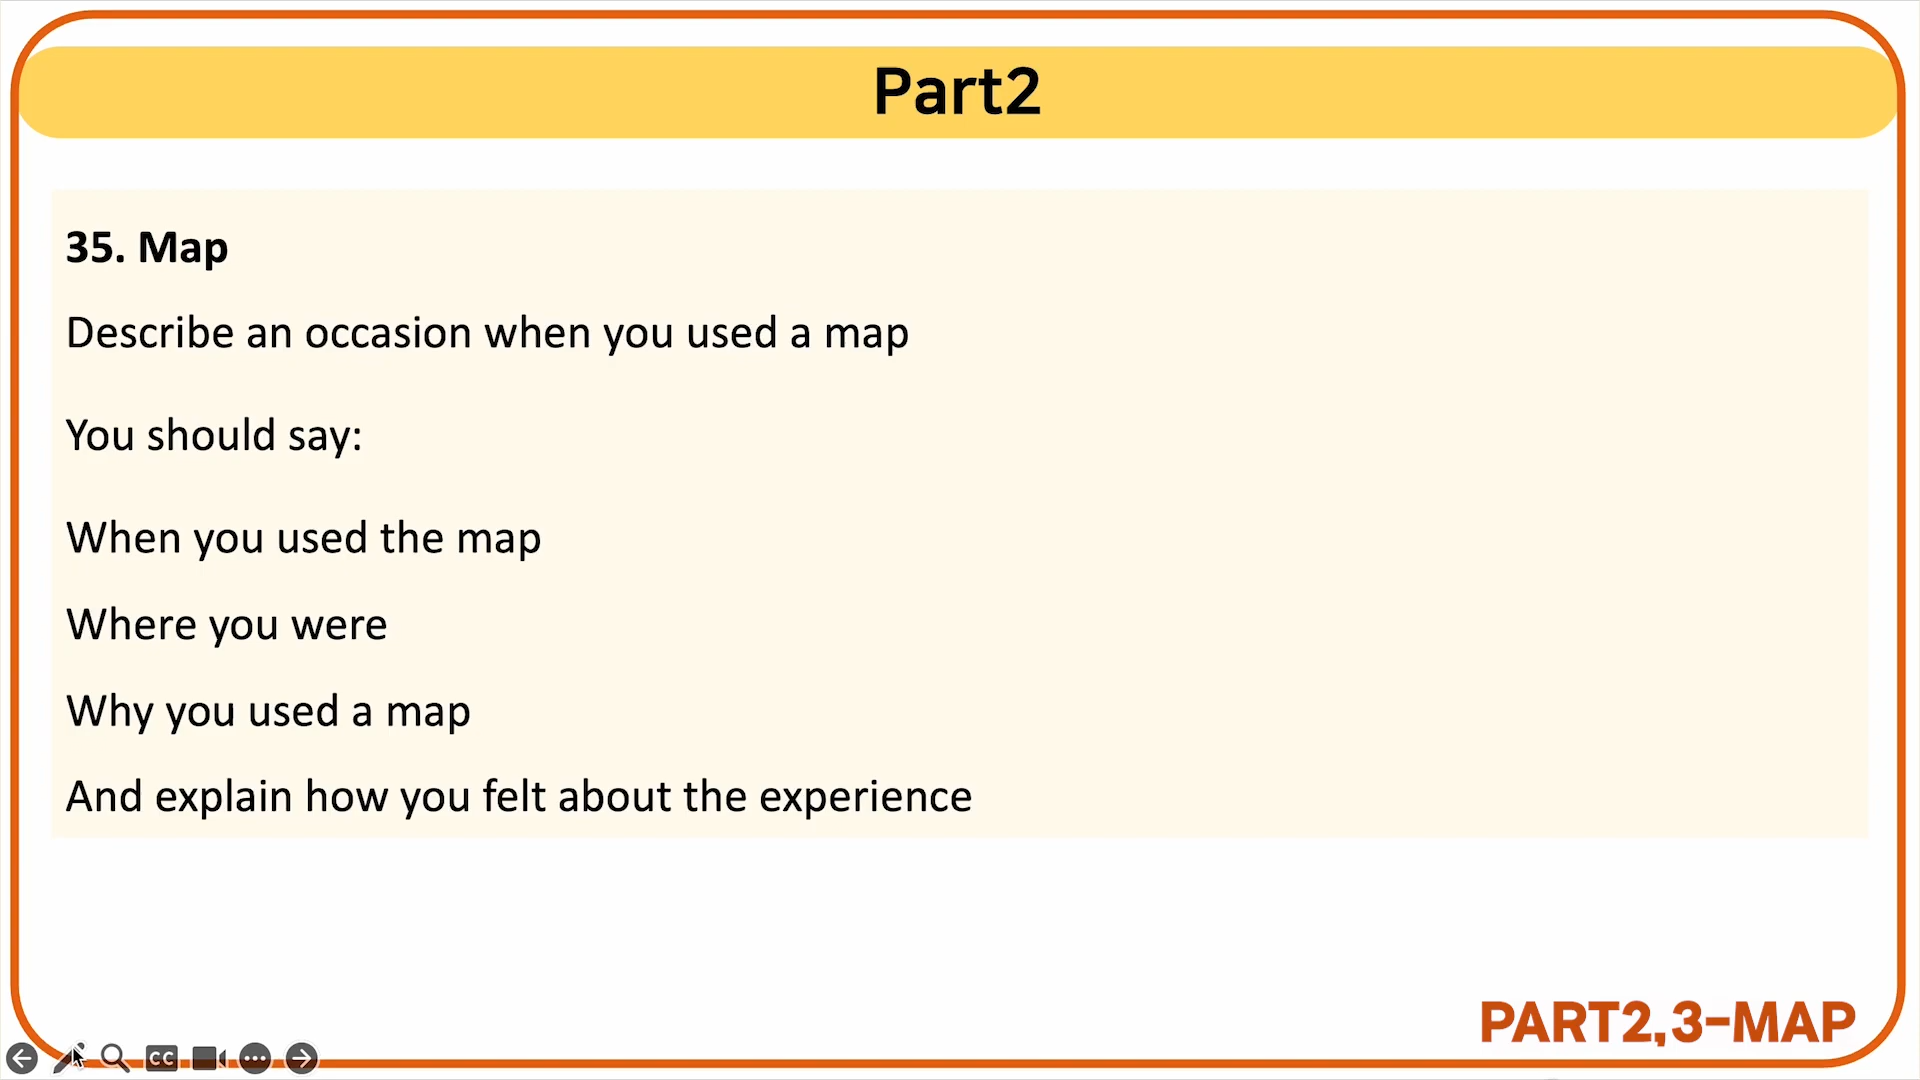 Part2
35. Map
Describe an occasion when you used a map
You should say:
When you used the map
Where you were
Why you used a map
And explain how you felt about the experience
PART2,3-MAP
CC